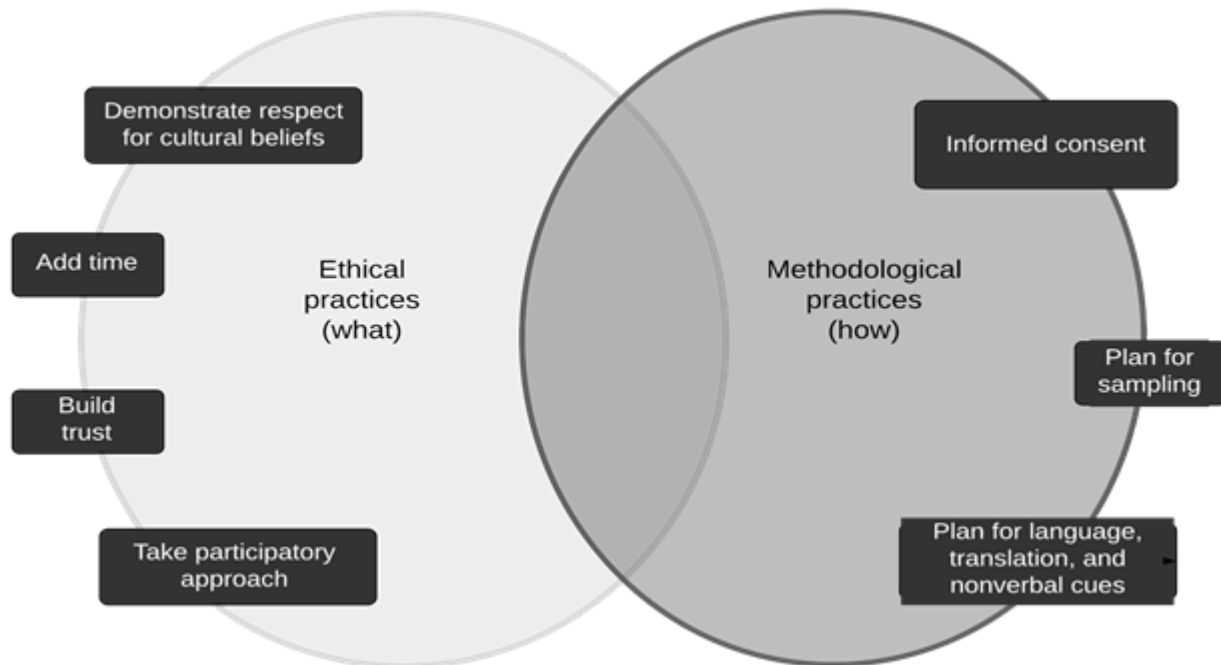 Demonstrate respect
for cultural beliefs
Add time
Build
trust
Take participatory
approach
Ethical
practices
(what)
Methodological
practices
(how)
Informed consent
Plan for
sampling
Plan for language,
translation, and
nonverbal cues